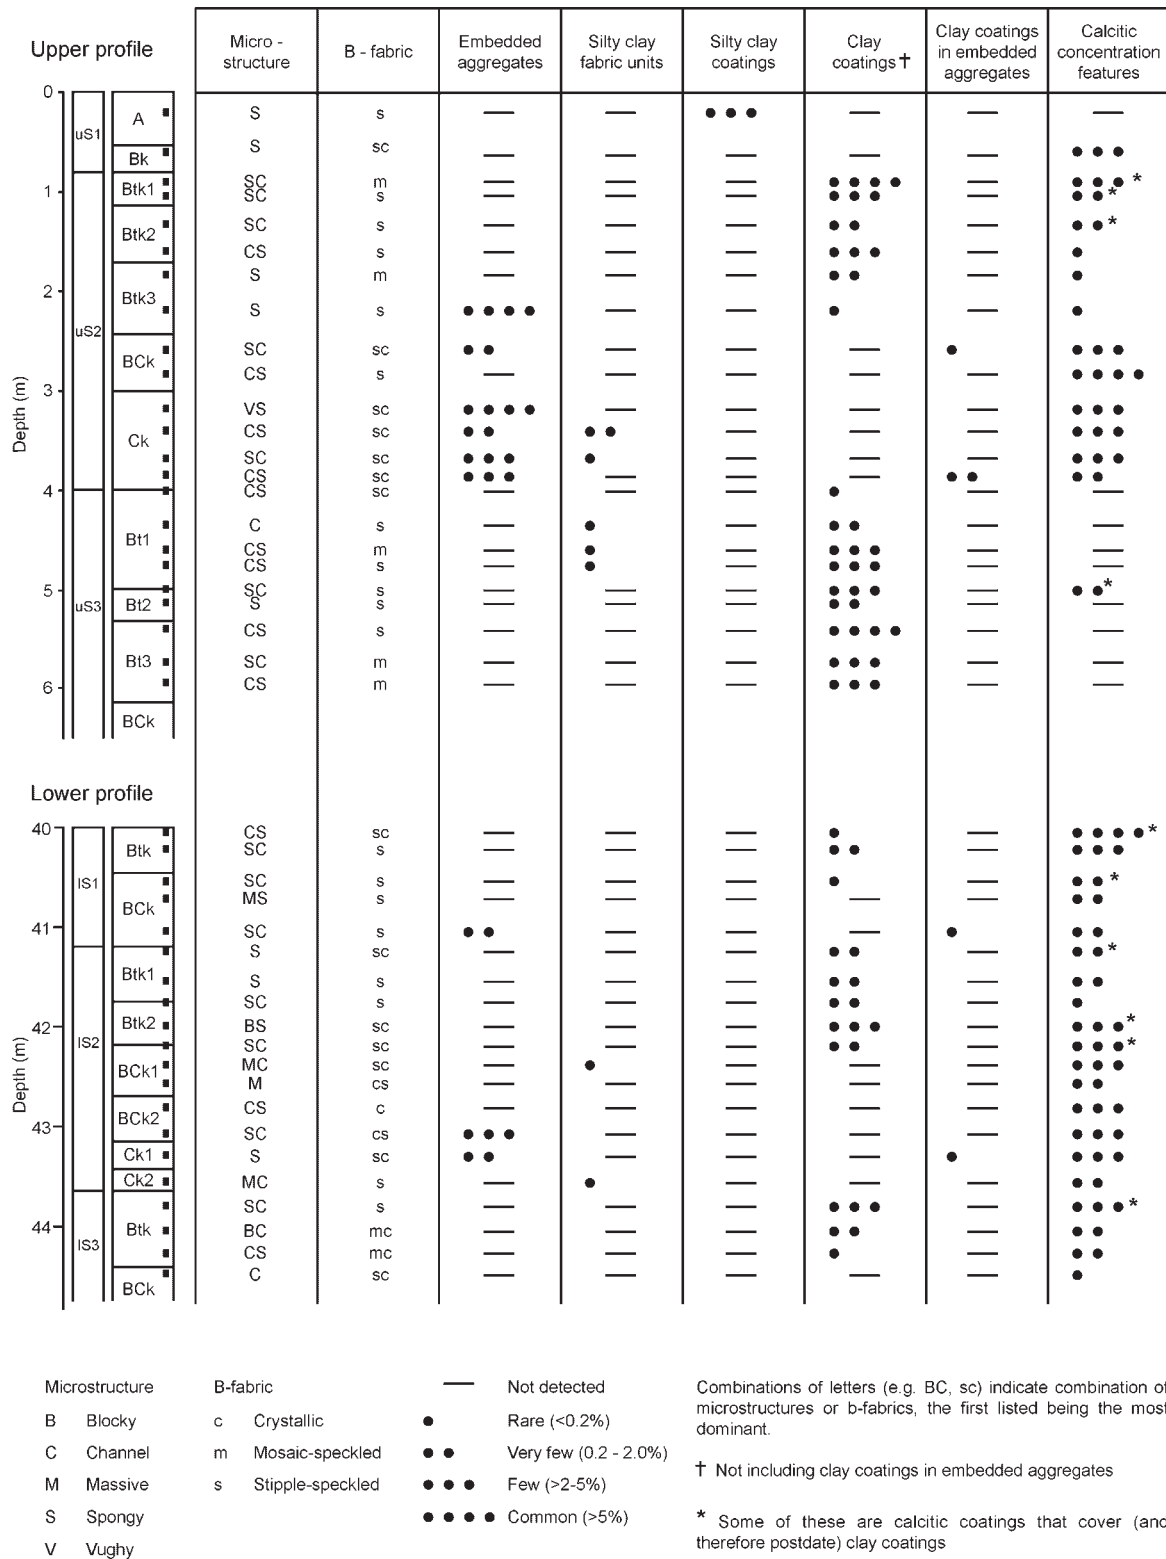 Upper profile
Micro - structure
B - fabric
Embedded aggregates
Silty clay fabric units
Silty clay coatings
Clay coatings †
Clay coatings in embedded aggregates
Calcitic concentration features
Depth (m)
0
1
2
3
4
5
6
uS1
uS2
uS3
A S s — — • • • — — —
Bk S sc — — — — — • • •
Btk1 SC m — — — • • • • — • • • *
SC s — — — • • • — • • *
Btk2 SC s — — — • • — • • *
CS s — — — • • • — •
Btk3 S m — — — • • — •
S s • • • • — — • — •
BCk SC sc • • — — — • • • •
CS s — — — — — • • • •
Ck VS sc • • • • — — — — • • •
CS sc • • • • — — — • • •
SC sc • • • • — — — • • •
CS sc • • • — — — • • • •
CS sc — — — • — —
Bt1 C s — • — • • — —
CS m — • — • • • — —
CS s — • — • • • — —
SC s — — — • • • — • • *
Bt2 S s — — — • • — —
Bt3 CS s — — — • • • • — —
SC m — — — • • • — —
CS m — — — • • • — —
BCk
Lower profile
Depth (m)
40
41
42
43
44
lS1
lS2
lS3
CS sc — — — • — • • • • *
Btk SC s — — — • • — • • •
SC s — — — • — • • *
BCk MS s — — — — — • •
SC s • • — — — • • •
S sc — — — • • — • • *
Btk1 S s — — — • • — • •
SC s — — — • • — •
Btk2 BS sc — — — • • • — • • • *
SC sc — — — • • — • • • *
BCk1 MC sc — • — — — • • •
M cs — — — — — • •
BCk2 CS c — — — — — • • •
SC cs • • • — — — — • • •
Ck1 S sc • • — — — • • • •
Ck2 MC s — • — — — • •
SC s — — — • • • — • • • *
Btk BC mc — — — • • — • •
CS mc — — — • — • •
BCk C sc — — — — — •
Microstructure
B Blocky
C Channel
M Massive
S Spongy
V Vughy
B-fabric
c Crystallic
m Mosaic-speckled
s Stipple-speckled
— Not detected
• Rare (<0.2%)
• • Very few (0.2 - 2.0%)
• • • Few (>2-5%)
• • • • Common (>5%)
Combinations of letters (e.g. BC, sc) indicate combination of
microstructures or b-fabrics, the first listed being the most
dominant.
† Not including clay coatings in embedded aggregates
* Some of these are calcitic coatings that cover (and
therefore postdate) clay coatings